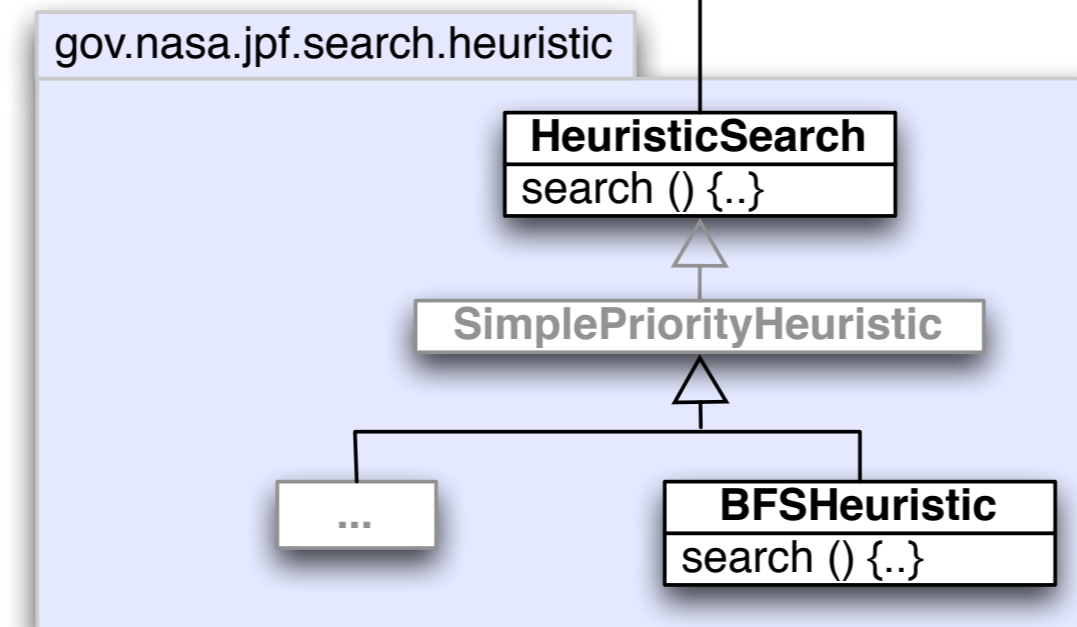 gov.nasa.jpf.search.heuristic
HeuristicSearch
search () {..}
SimplePriorityHeuristic
...
BFSHeuristic
search () {..}